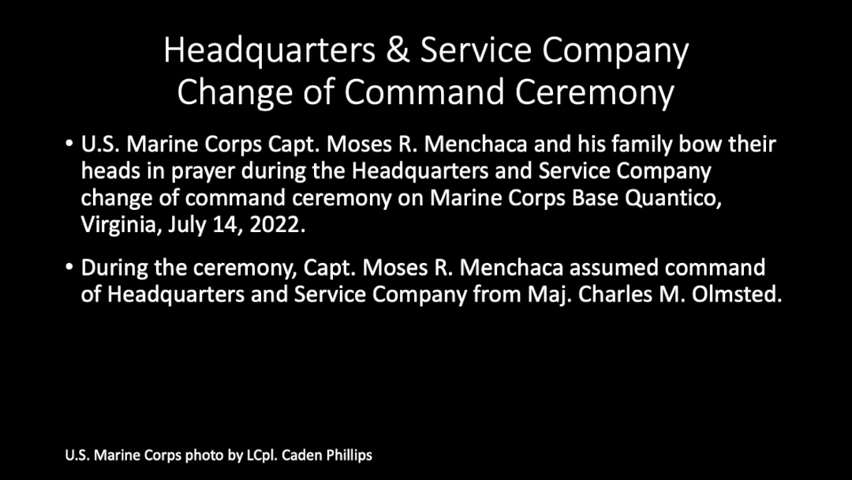 Headquarters & Service Company
Change of Command Ceremony
• U.S. Marine Corps Capt. Moses R. Menchaca and his family bow their
heads in prayer during the Headquarters and Service Company
change of command ceremony on Marine Corps Base Quantico,
Virginia, July 14, 2022.
• During the ceremony, Capt. Moses R. Menchaca assumed command
of Headquarters and Service Company from Maj. Charles M. Olmsted.
U.S. Marine Corps photo by LCpl. Caden Phillips